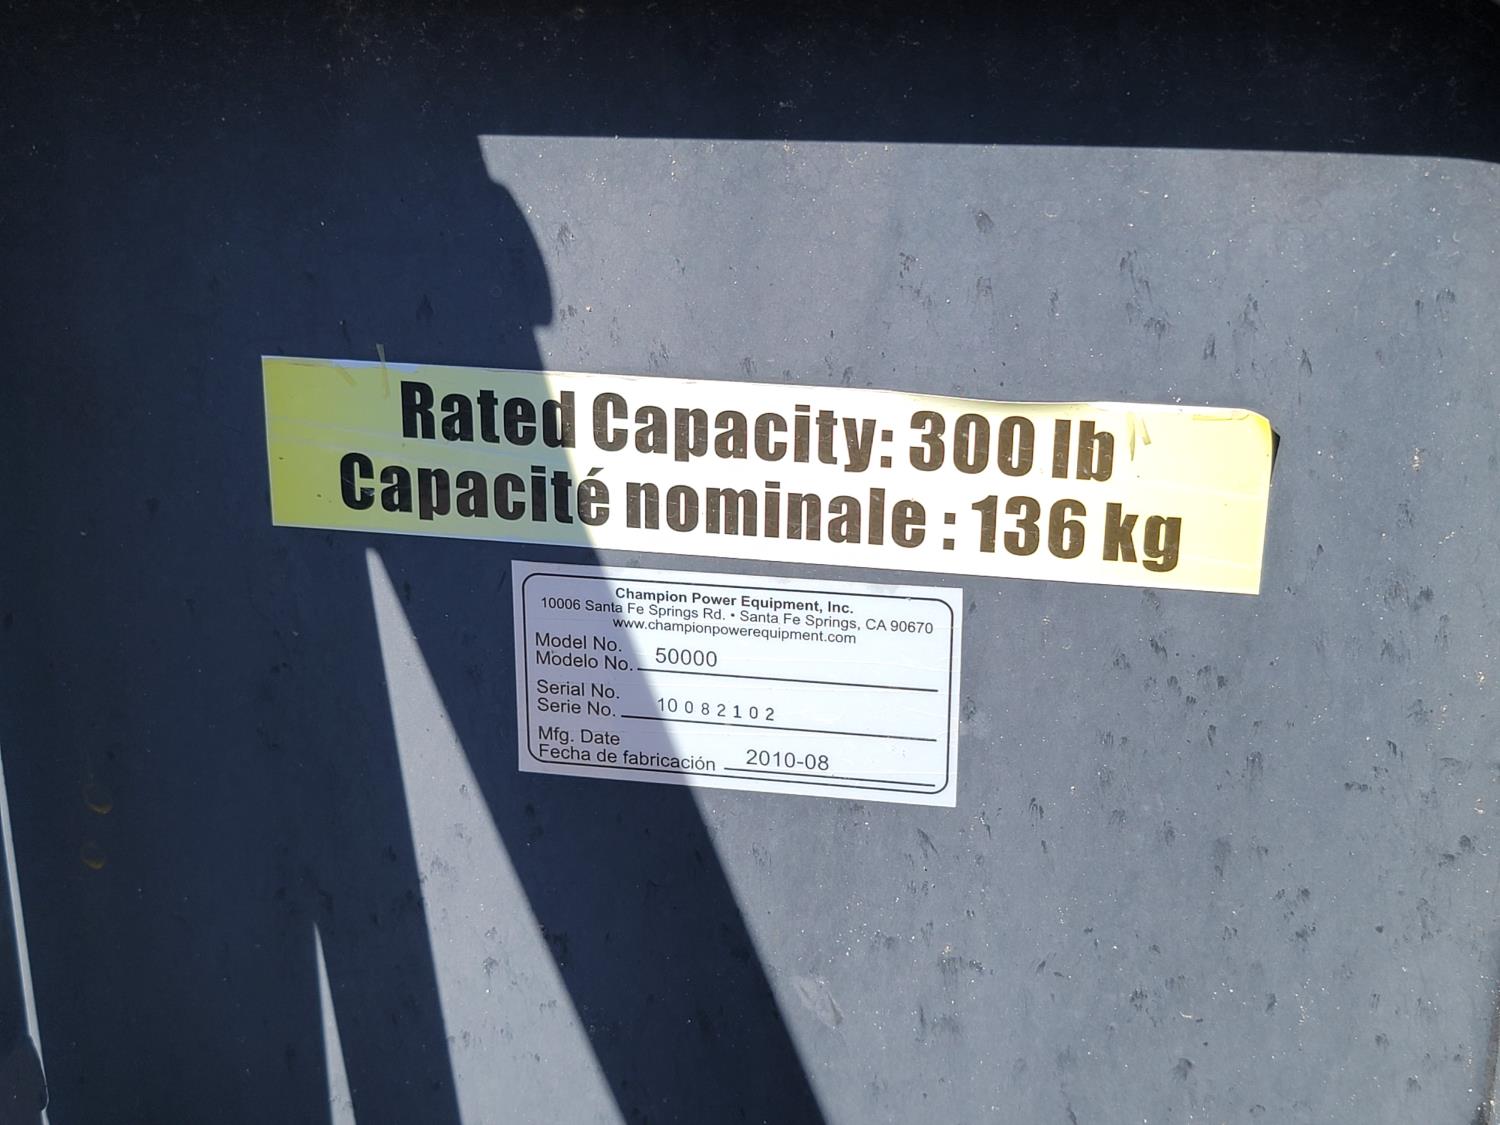 Rated Capacity: 300 lb
Capacité nominale : 136 kg
Champion Power Equipment, Inc.
10006 Santa Fe Springs Rd. • Santa Fe Springs, CA 90670
www.championpowerequipment.com
Model No.
Modelo No. 50000
Serial No.
Serie No. 10082102
Mfg. Date
Fecha de fabricación 2010-08